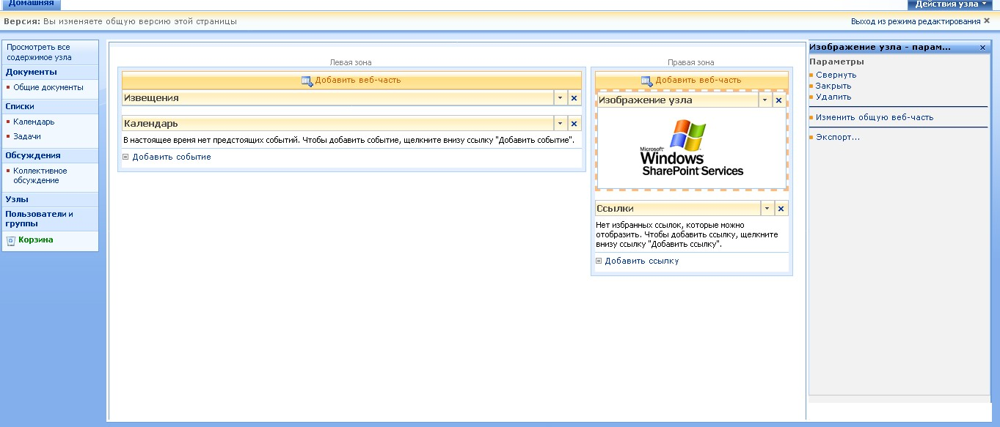 Домашняя
Действия узла
Версия: Вы изменяете общую версию этой страницы
Выход из режима редактирования
Просмотреть все
содержимое узла
Документы
Общие документы
Списки
Календарь
Задачи
Обсуждения
Коллективное
обсуждение
Узлы
Пользователи и
группы
Корзина
Левая зона
Добавить веб-часть
Извещения
Календарь
В настоящее время нет предстоящих событий. Чтобы добавить событие, щелкните внизу ссылку "Добавить событие".
Добавить событие
Правая зона
Добавить веб-часть
Изображение узла
Microsoft
Windows
SharePoint Services
Ссылки
Нет избранных ссылок, которые можно
отобразить. Чтобы добавить ссылку, щелкните
внизу ссылку "Добавить ссылку".
Добавить ссылку
Изображение узла - парам...
Параметры
Свернуть
Закрыть
Удалить
Изменить общую веб-часть
Экспорт...